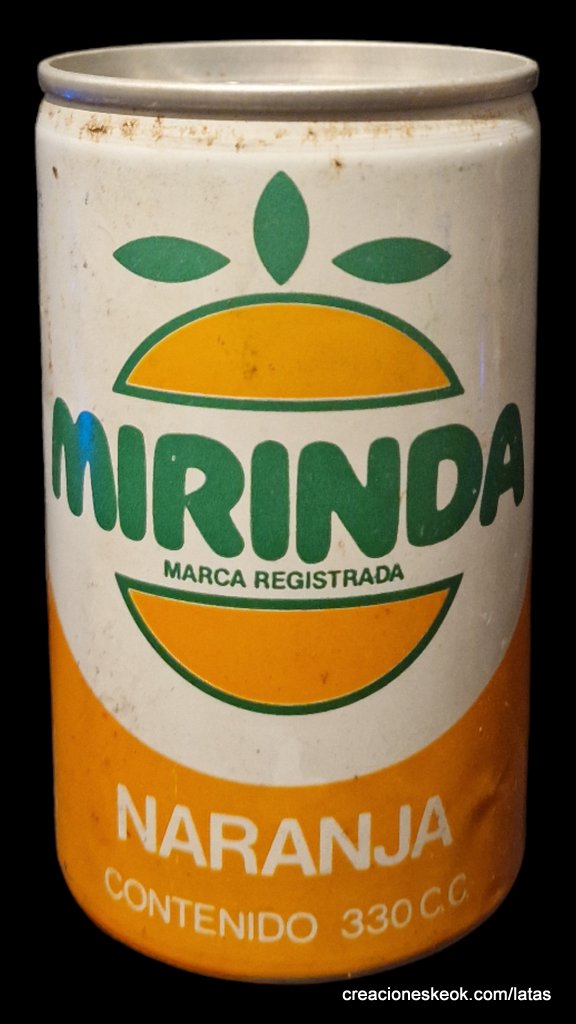 MIRINDA
MARCA REGISTRADA
NARANJA
CONTENIDO 330 C.C.
creacioneskeok.com/latas